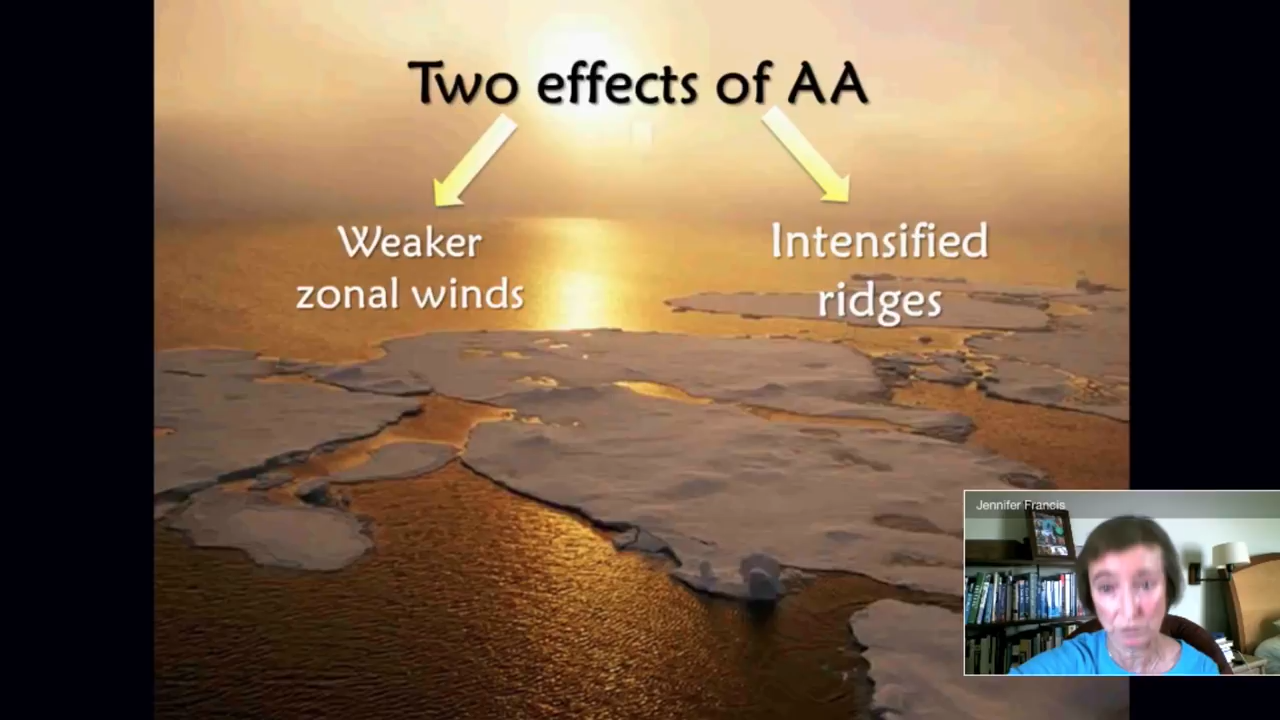 Two effects of AA
Weaker
zonal winds
Intensified
ridges
Jennifer Francis